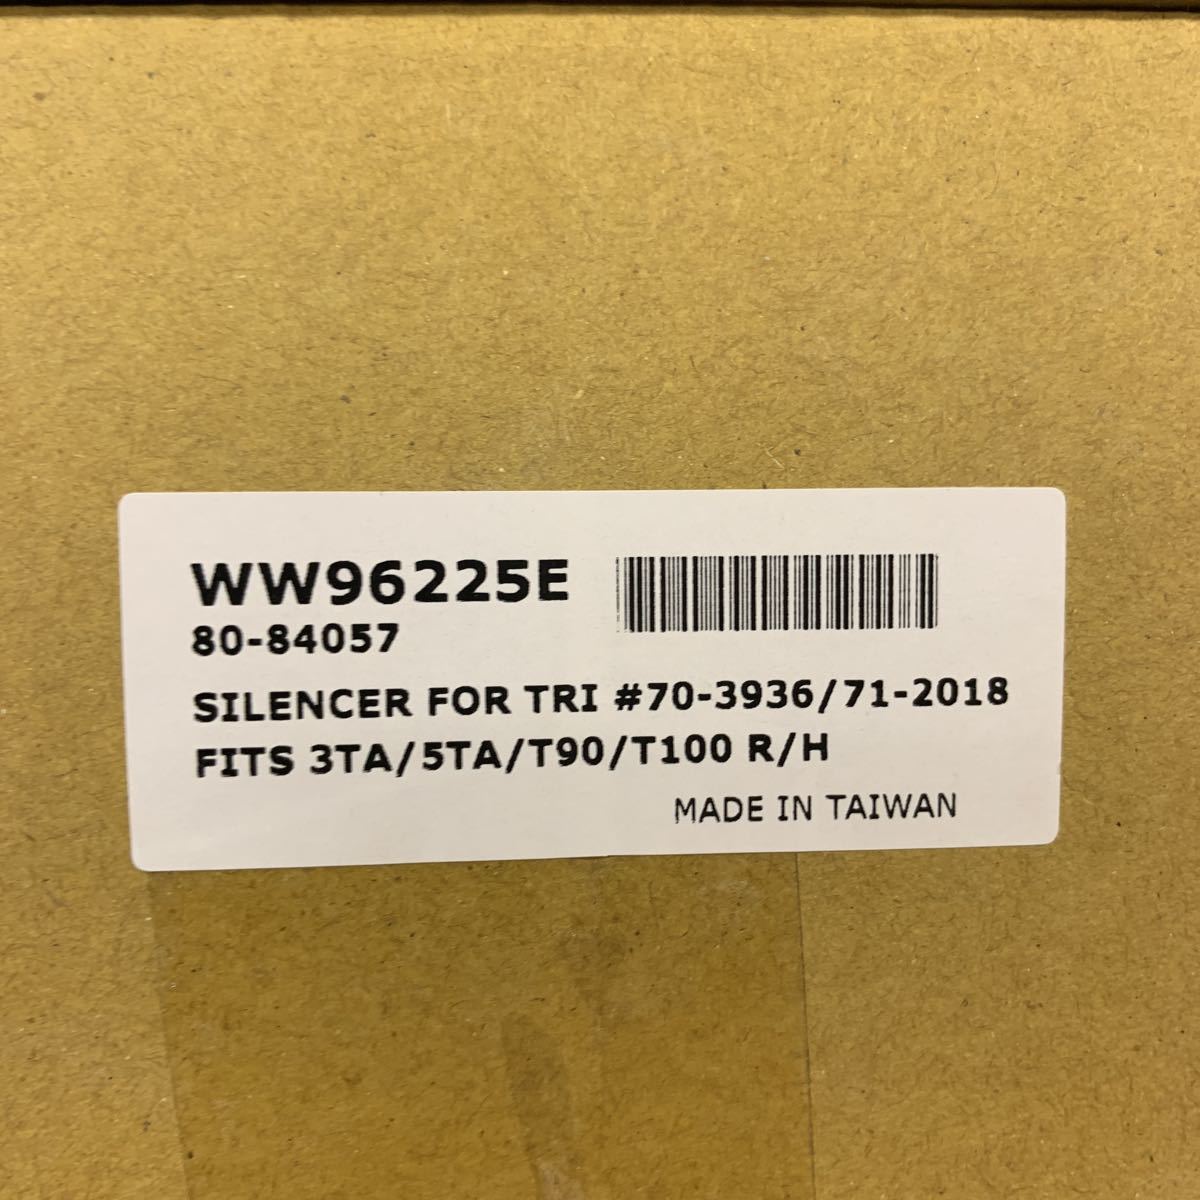 WW96225E
80-84057
SILENCER FOR TRI #70-3936/71-2018
FITS 3TA/5TA/T90/T100 R/H
MADE IN TAIWAN